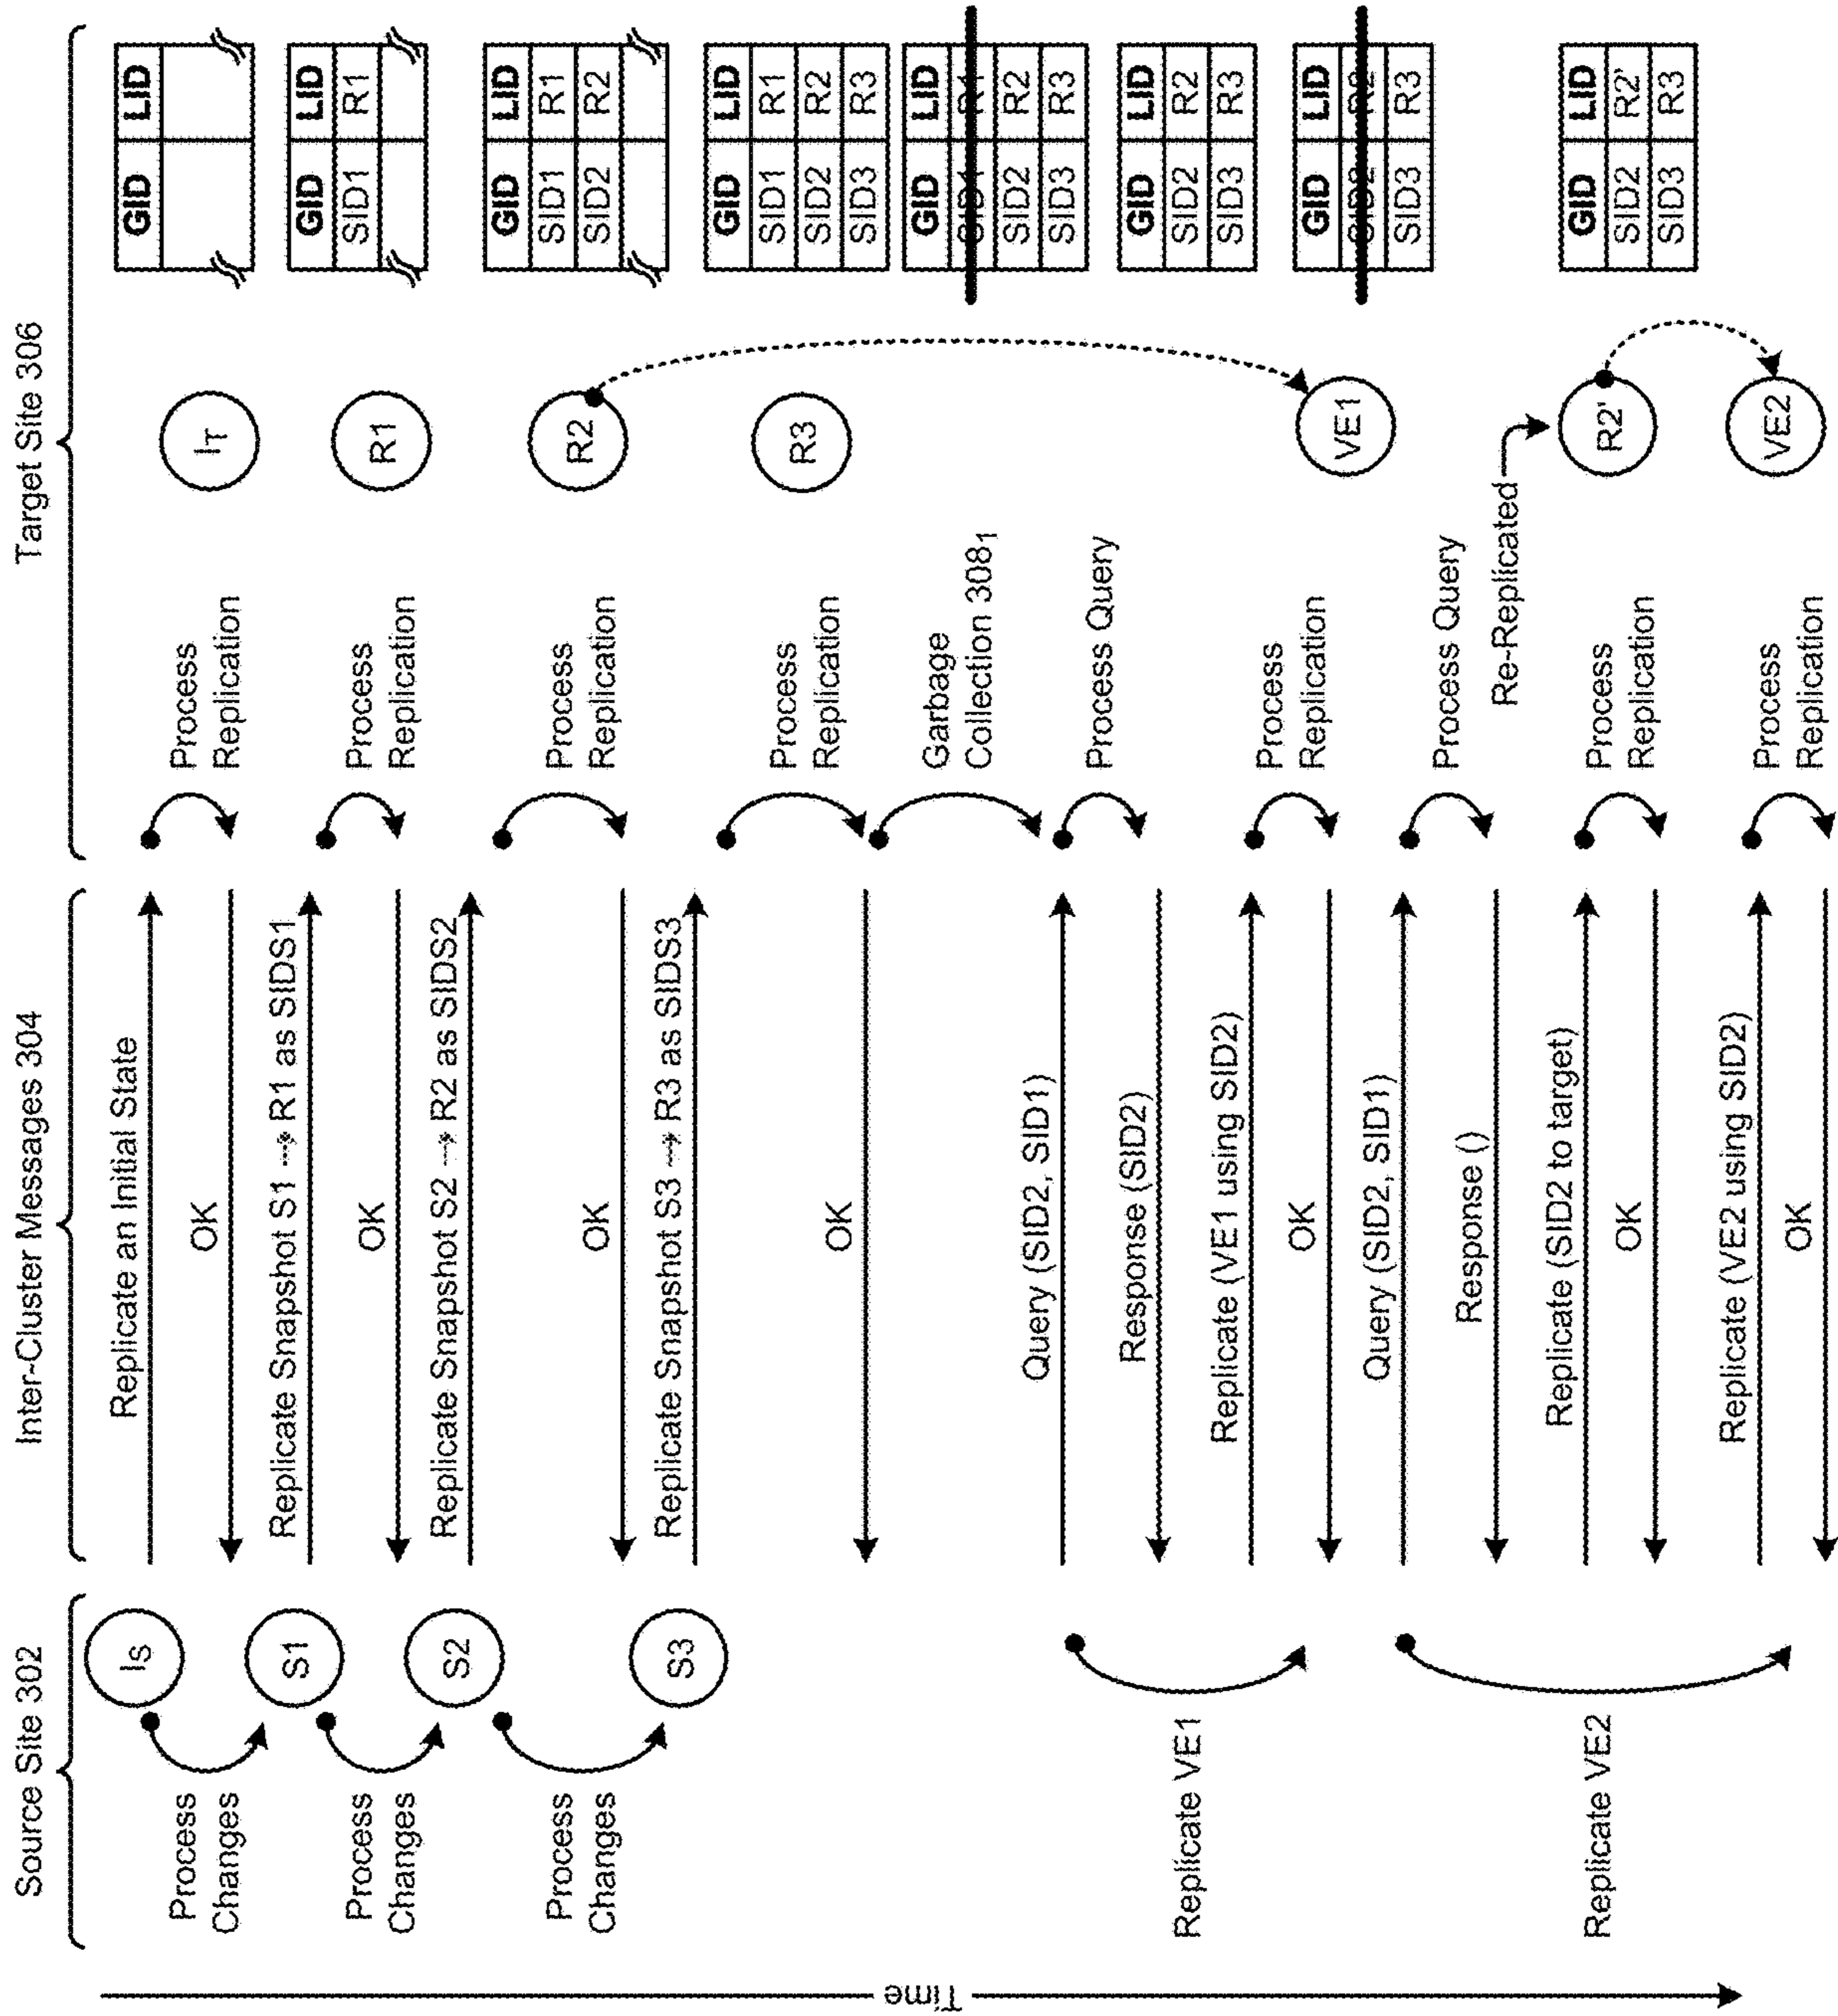 Source Site 302
Inter-Cluster Messages 304
Target Site 306
Time
IS
Process
Changes
S1
Process
Changes
S2
Process
Changes
S3
Replicate VE1
Replicate VE2
Replicate an Initial State
OK
Replicate Snapshot S1 → R1 as SIDS1
OK
Replicate Snapshot S2 → R2 as SIDS2
OK
Replicate Snapshot S3 → R3 as SIDS3
OK
Query (SID2, SID1)
Response (SID2)
Replicate (VE1 using SID2)
OK
Query (SID2, SID1)
Response ()
Replicate (SID2 to target)
OK
Replicate (VE2 using SID2)
OK
Process
Replication
Process
Replication
Process
Replication
Process
Replication
Garbage
Collection 3081
Process Query
Process
Replication
Process Query
Re-Replicated
Process
Replication
Process
Replication
IT
R1
R2
R3
VE1
R2'
VE2
GID LID
GID LID
SID1 R1
GID LID
SID1 R1
SID2 R2
GID LID
SID1 R1
SID2 R2
SID3 R3
GID LID
SID1 R1
SID2 R2
SID3 R3
GID LID
SID2 R2
SID3 R3
GID LID
SID2 R2
SID3 R3
GID LID
SID2 R2'
SID3 R3